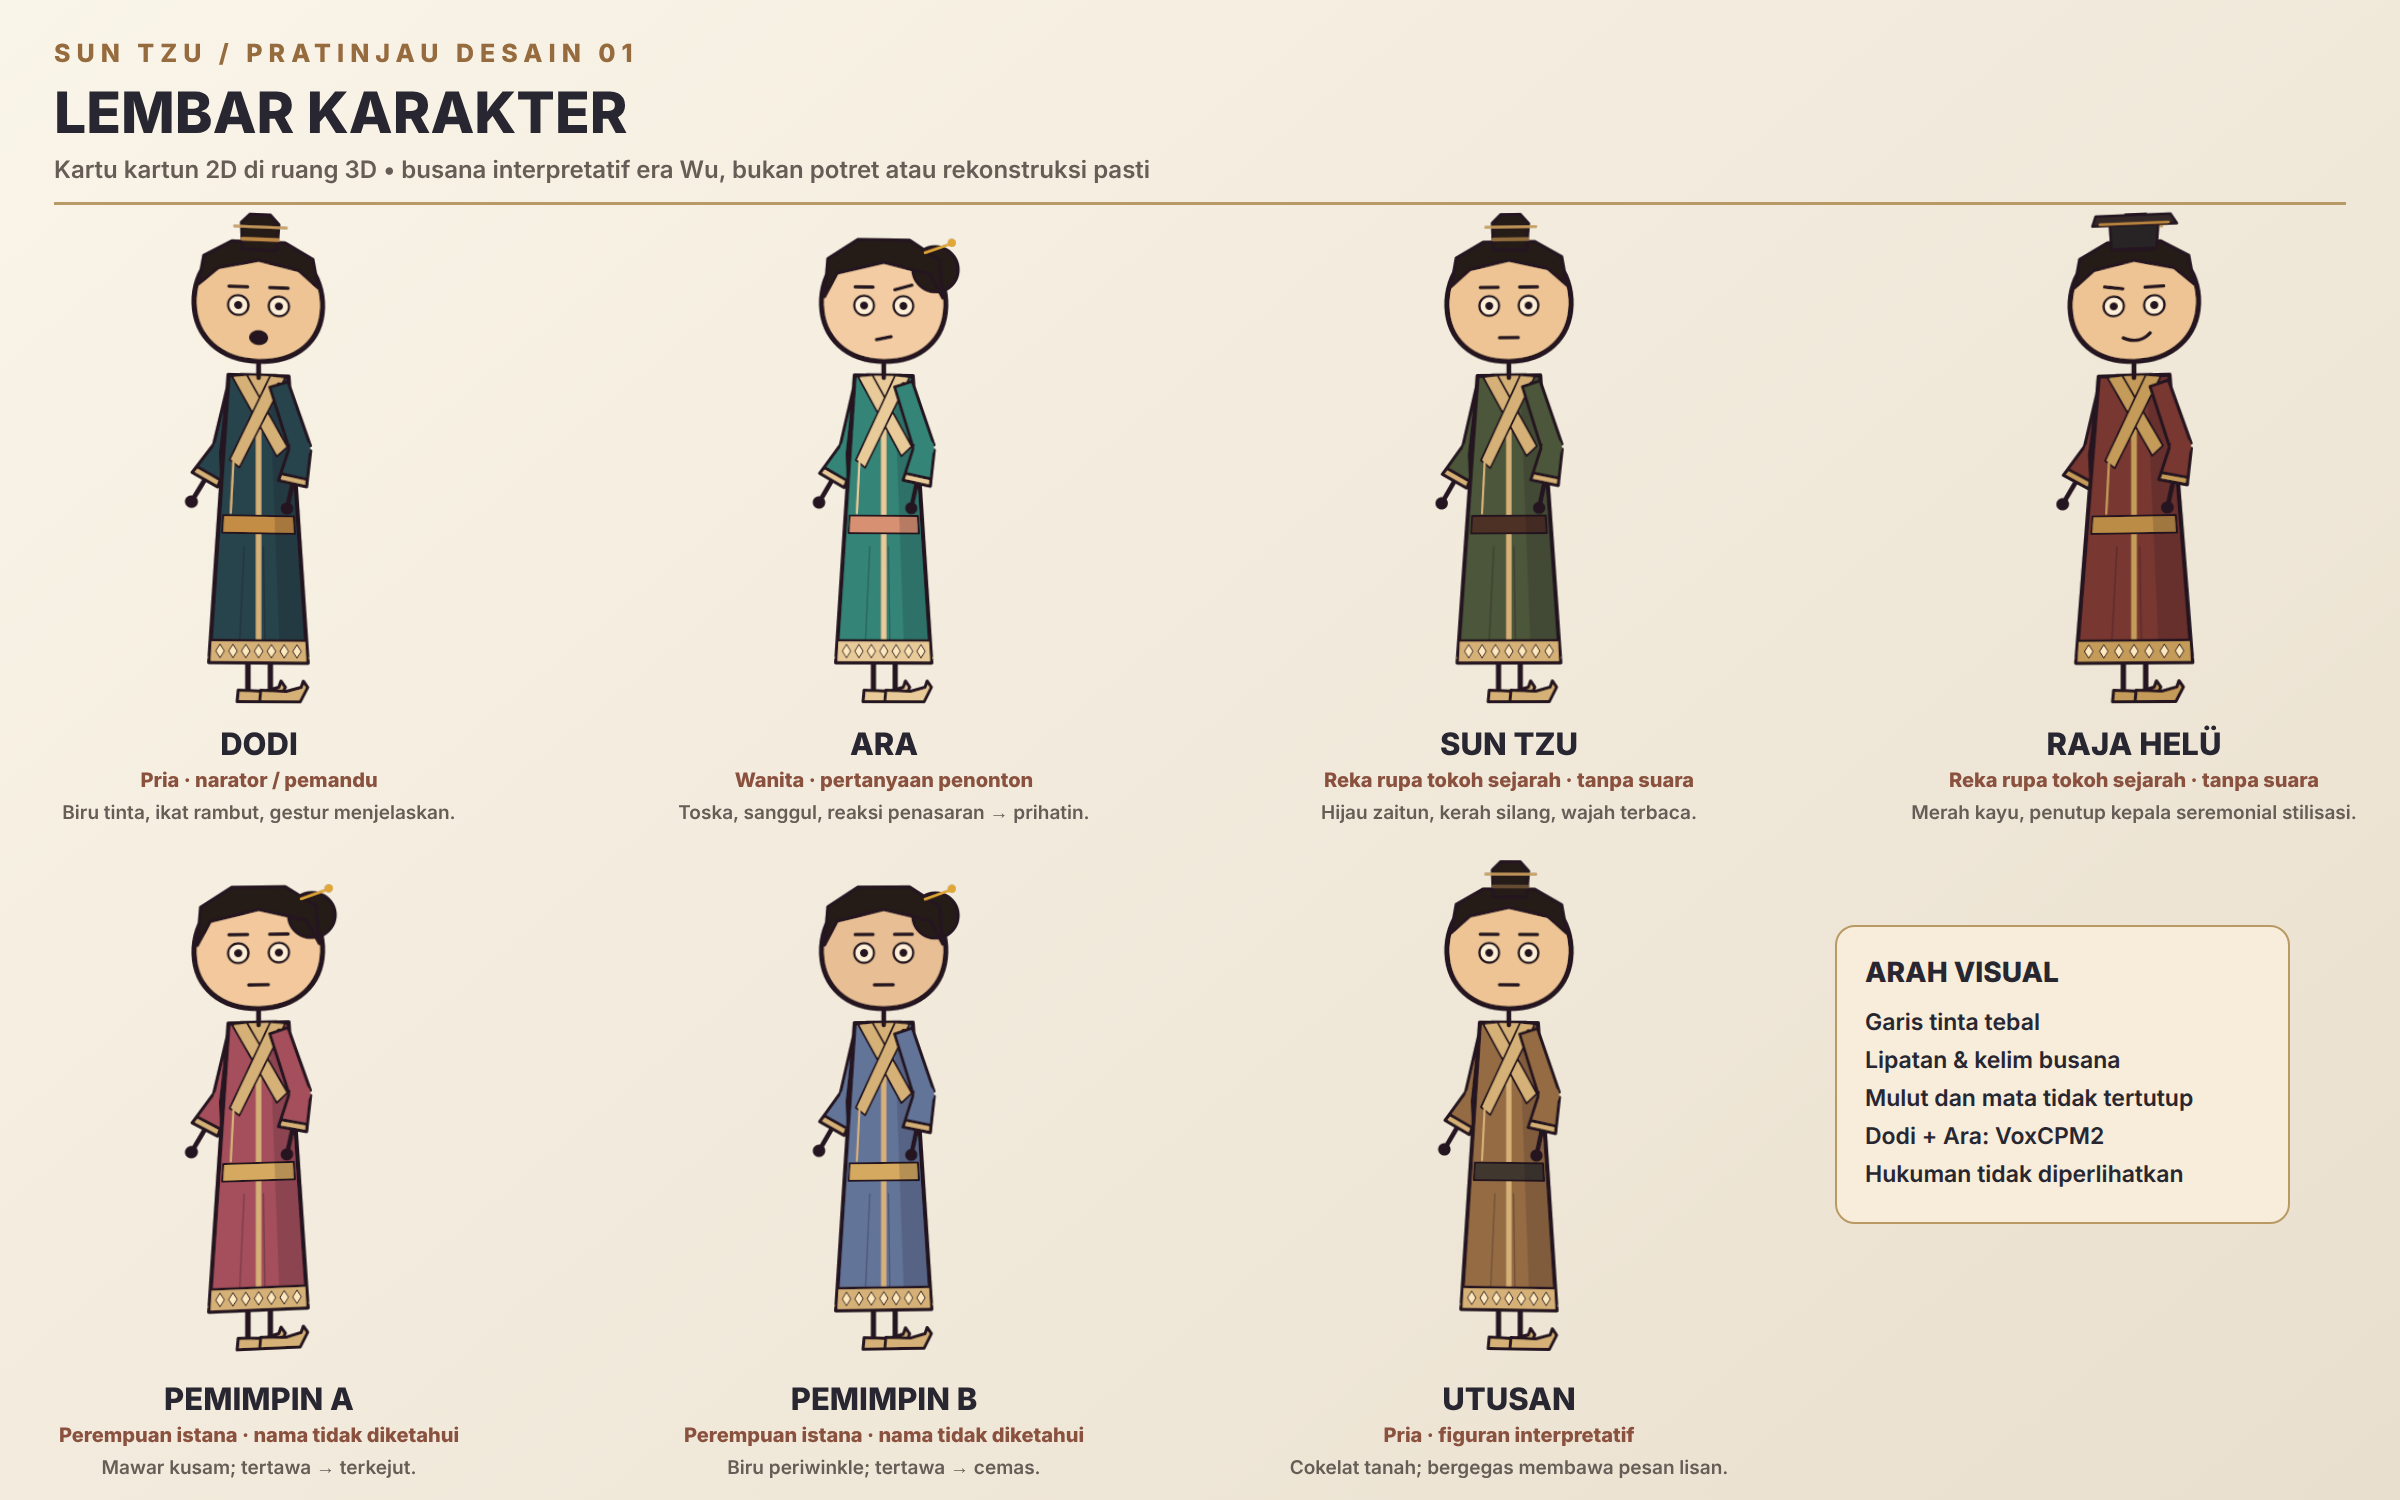 SUN TZU / PRATINJAU DESAIN 01
LEMBAR KARAKTER
Kartu kartun 2D di ruang 3D • busana interpretatif era Wu, bukan potret atau rekonstruksi pasti
DODI
Pria · narator / pemandu
Biru tinta, ikat rambut, gestur menjelaskan.
ARA
Wanita · pertanyaan penonton
Toska, sanggul, reaksi penasaran → prihatin.
SUN TZU
Reka rupa tokoh sejarah · tanpa suara
Hijau zaitun, kerah silang, wajah terbaca.
RAJA HELÜ
Reka rupa tokoh sejarah · tanpa suara
Merah kayu, penutup kepala seremonial stilisasi.
PEMIMPIN A
Perempuan istana · nama tidak diketahui
Mawar kusam; tertawa → terkejut.
PEMIMPIN B
Perempuan istana · nama tidak diketahui
Biru periwinkle; tertawa → cemas.
UTUSAN
Pria · figuran interpretatif
Cokelat tanah; bergegas membawa pesan lisan.
ARAH VISUAL
Garis tinta tebal
Lipatan & kelim busana
Mulut dan mata tidak tertutup
Dodi + Ara: VoxCPM2
Hukuman tidak diperlihatkan